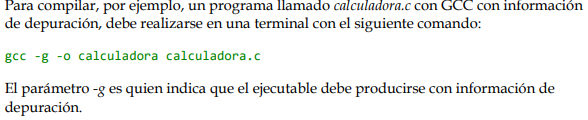 Para compilar, por ejemplo, un programa llamado calculadora.c con GCC con información
de depuración, debe realizarse en una terminal con el siguiente comando:
gcc -g -o calculadora calculadora.c
El parámetro -g es quien indica que el ejecutable debe producirse con información de
depuración.